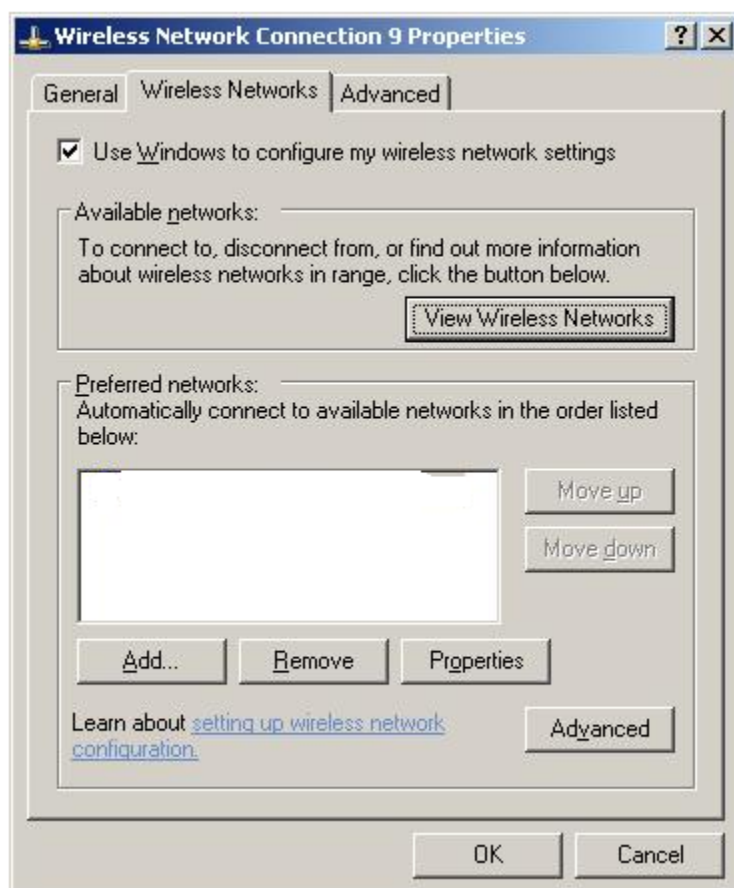 Wireless Network Connection 9 Properties
General Wireless Networks Advanced
Use Windows to configure my wireless network settings
Available networks:
To connect to, disconnect from, or find out more information
about wireless networks in range, click the button below.
View Wireless Networks
Preferred networks:
Automatically connect to available networks in the order listed
below:
Move up
Move down
Add... Remove Properties
Learn about setting up wireless network
configuration.
Advanced
OK Cancel